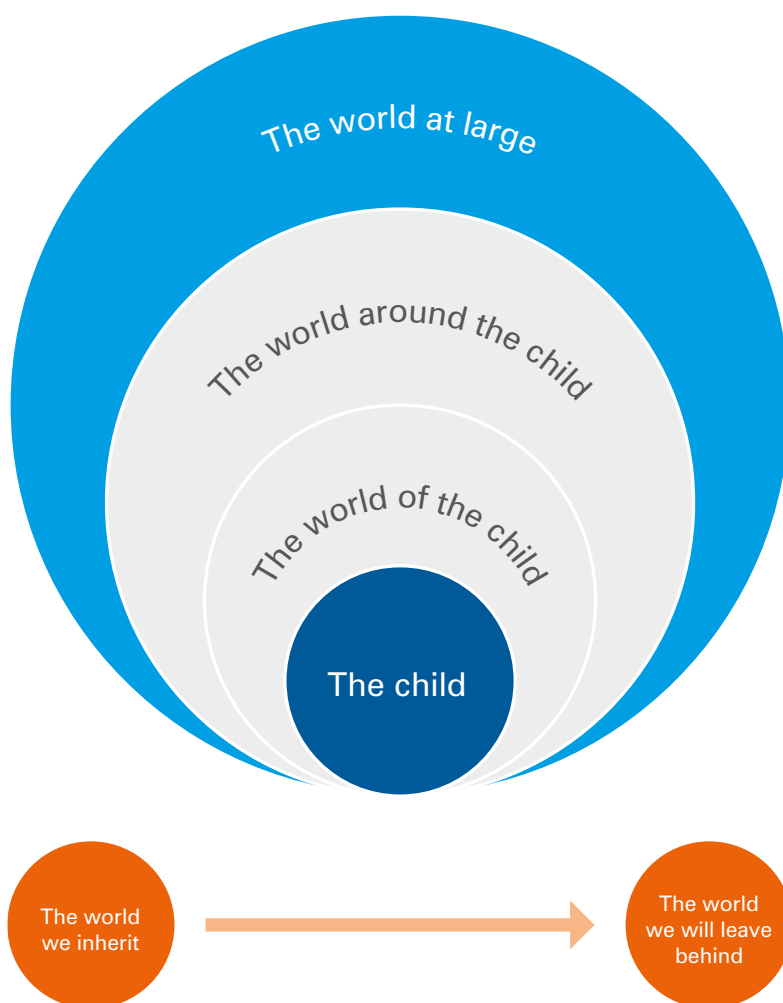 The world at large
The world around the child
The world of the child
The child
The world
we inherit
The world
we will leave
behind